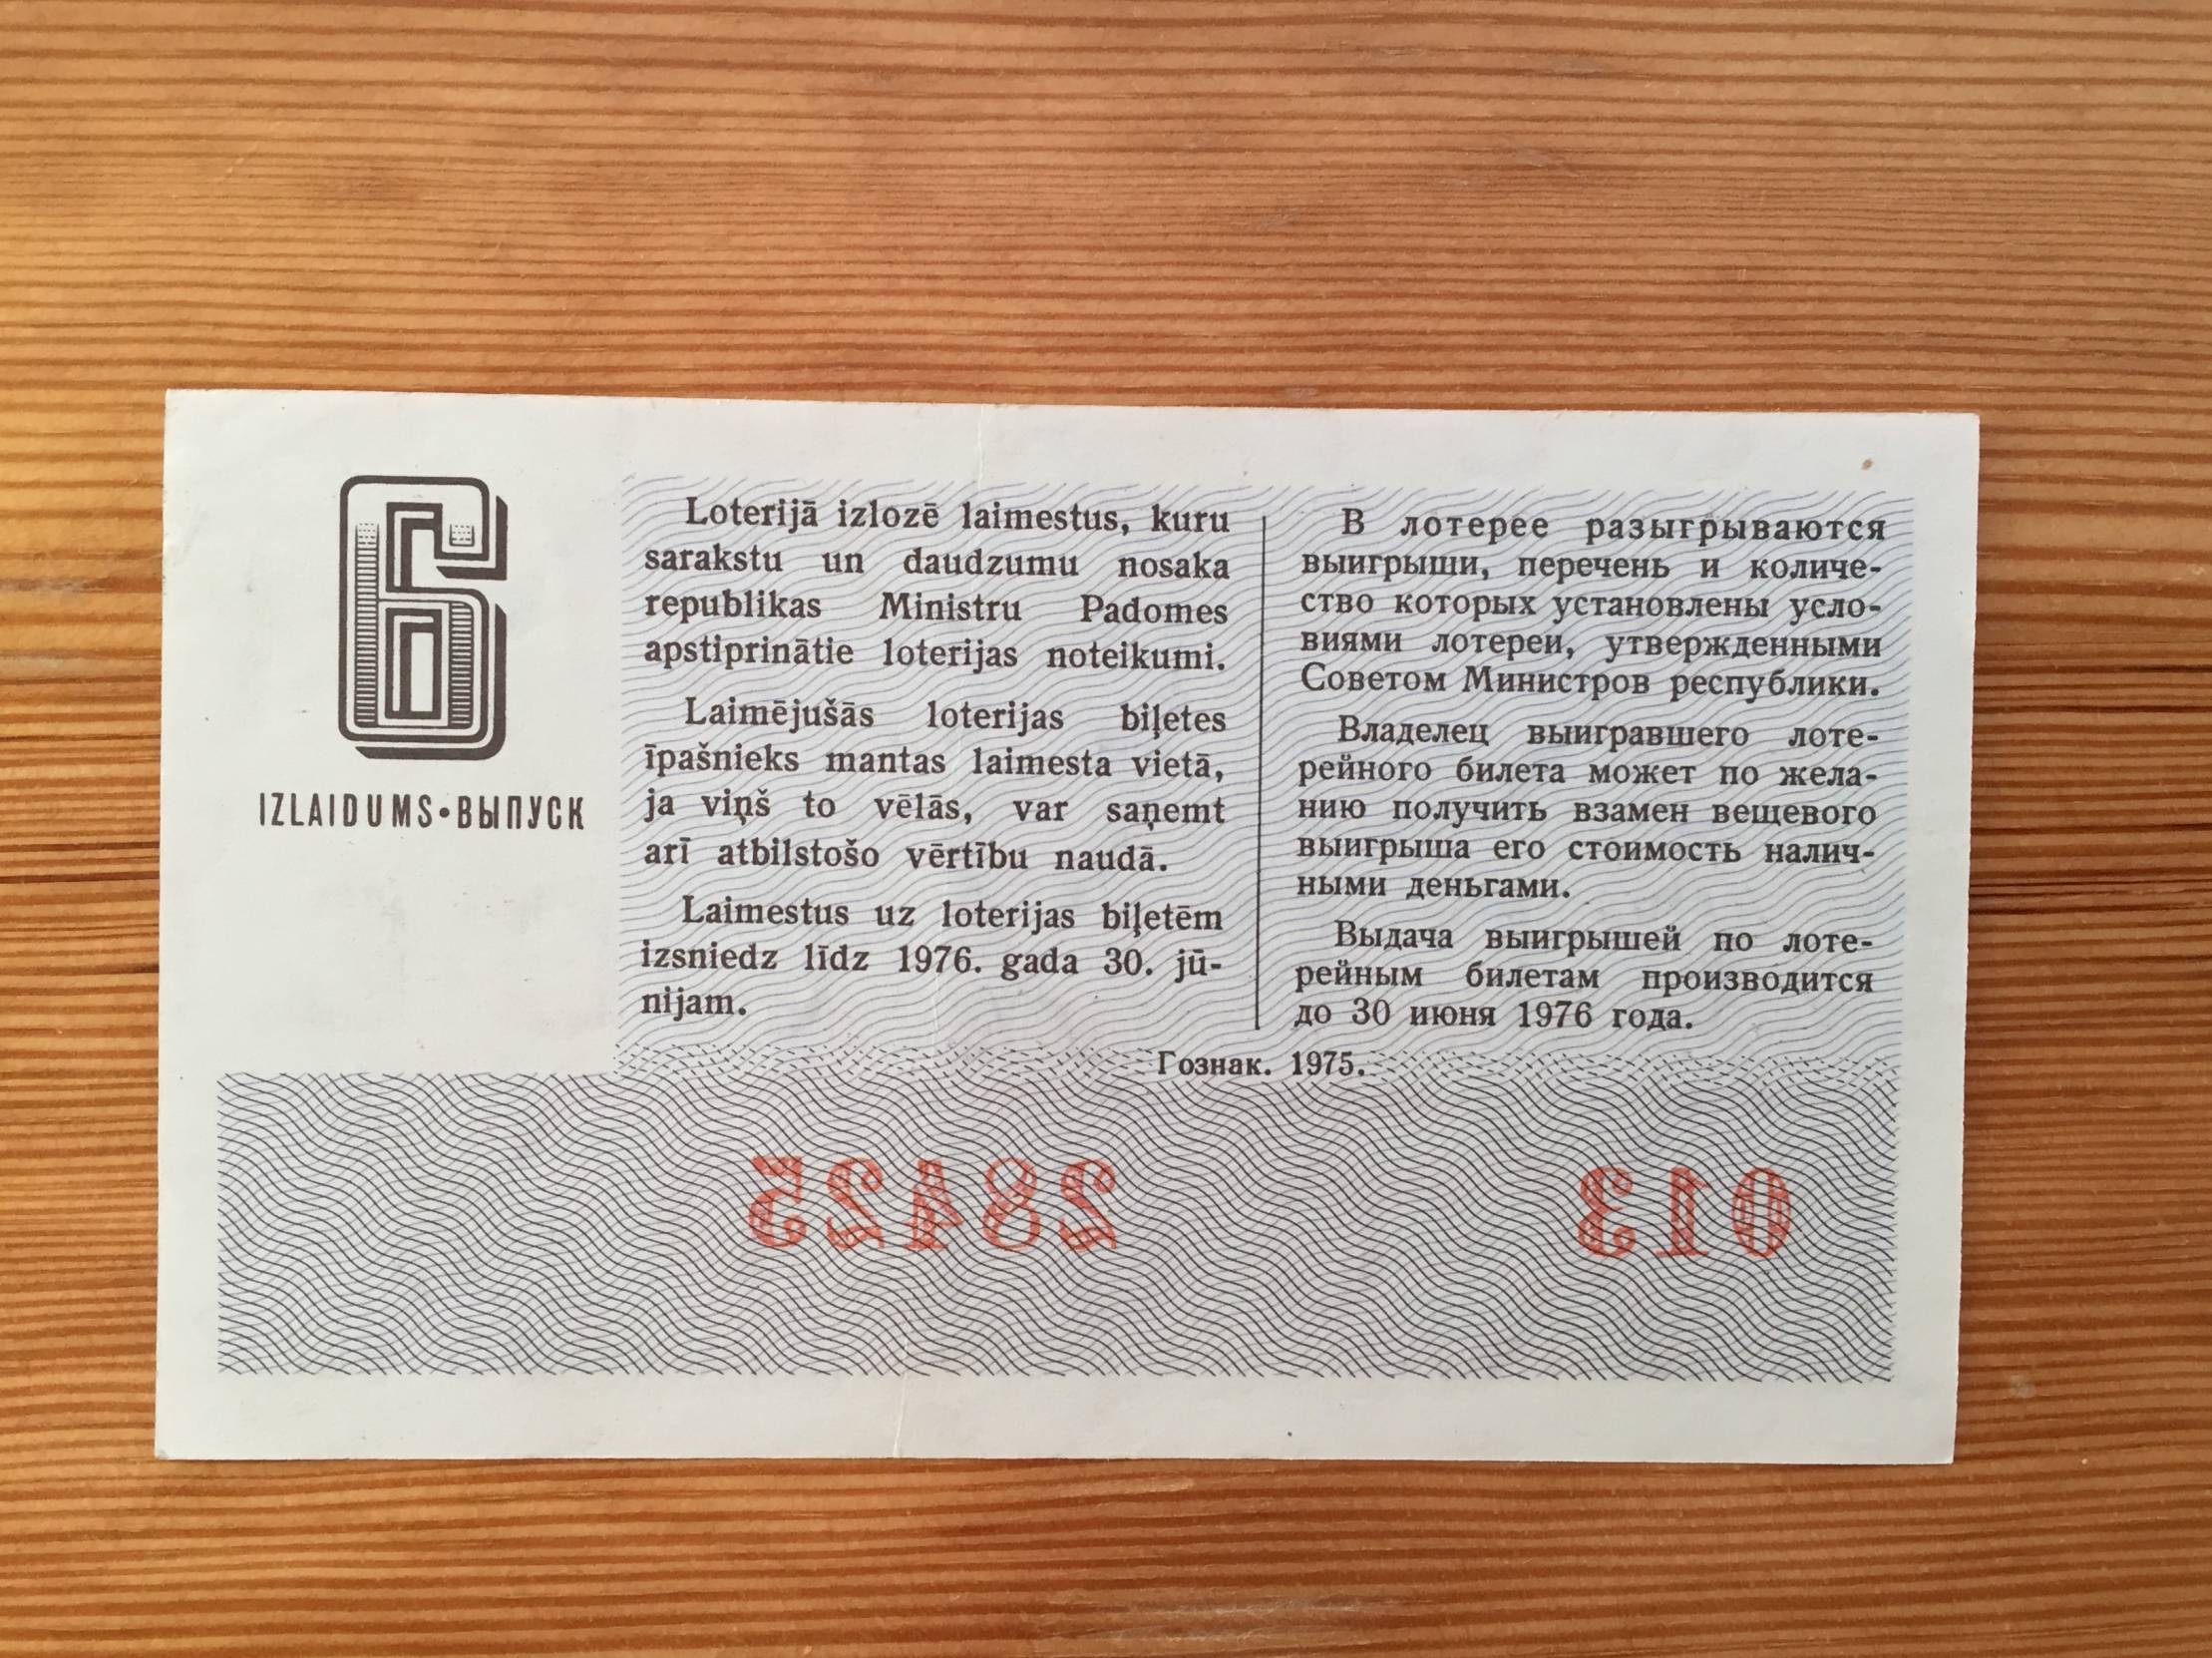 6
IZLAIDUMS•ВЫПУСК
Loterijā izlozē laimestus, kuru
sarakstu un daudzumu nosaka
republikas Ministru Padomes
apstiprinātie loterijas noteikumi.
Laimējušās loterijas biļetes
īpašnieks mantas laimesta vietā,
ja viņš to vēlās, var saņemt
arī atbilstošo vērtību naudā.
Laimestus uz loterijas biļetēm
izsniedz līdz 1976. gada 30. jū-
nijam.
В лотерее разыгрываются
выигрыши, перечень и количе-
ство которых установлены усло-
виями лотереи, утвержденными
Советом Министров республики.
Владелец выигравшего лоте-
рейного билета может по жела-
нию получить взамен вещевого
выигрыша его стоимость налич-
ными деньгами.
Выдача выигрышей по лоте-
рейным билетам производится
до 30 июня 1976 года.
Гознак. 1975.
28425
013